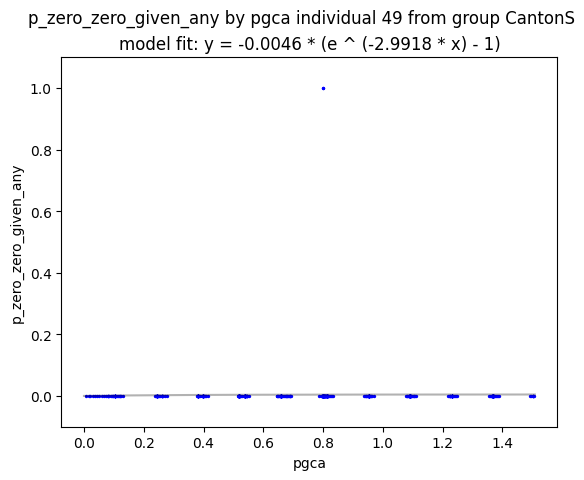 p_zero_zero_given_any by pgca individual 49 from group CantonS
model fit: y = -0.0046 * (e ^ (-2.9918 * x) - 1)
1.0
0.8
0.6
0.4
0.2
0.0
p_zero_zero_given_any
0.0 0.2 0.4 0.6 0.8 1.0 1.2 1.4
pgca